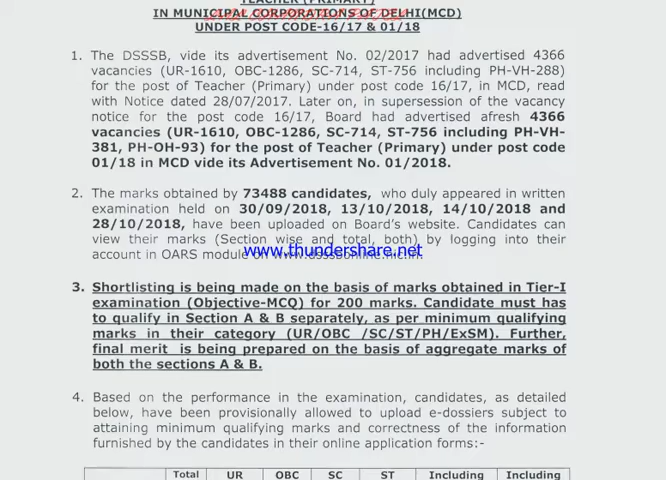 TEACHER (PRIMARY)
IN MUNICIPAL CORPORATIONS OF DELHI(MCD)
UNDER POST CODE-16/17 & 01/18
1. The DSSSB, vide its advertisement No. 02/2017 had advertised 4366
vacancies (UR-1610, OBC-1286, SC-714, ST-756 including PH-VH-288)
for the post of Teacher (Primary) under post code 16/17, in MCD, read
with Notice dated 28/07/2017. Later on, in supersession of the vacancy
notice for the post code 16/17, Board had advertised afresh 4366
vacancies (UR-1610, OBC-1286, SC-714, ST-756 including PH-VH-
381, PH-OH-93) for the post of Teacher (Primary) under post code
01/18 in MCD vide its Advertisement No. 01/2018.
2. The marks obtained by 73488 candidates, who duly appeared in written
examination held on 30/09/2018, 13/10/2018, 14/10/2018 and
28/10/2018, have been uploaded on Board's website. Candidates can
view their marks (Section wise and total, both) by logging into their
www.thundershare.net
account in OARS module on www.dsssbonline.nic.in.
3. Shortlisting is being made on the basis of marks obtained in Tier-I
examination (Objective-MCQ) for 200 marks. Candidate must has
to qualify in Section A & B separately, as per minimum qualifying
marks in their category (UR/OBC /SC/ST/PH/ExSM). Further,
final merit is being prepared on the basis of aggregate marks of
both the sections A & B.
4. Based on the performance in the examination, candidates, as detailed
below, have been provisionally allowed to upload e-dossiers subject to
attaining minimum qualifying marks and correctness of the information
furnished by the candidates in their online application forms:-
Total UR OBC SC ST Including Including